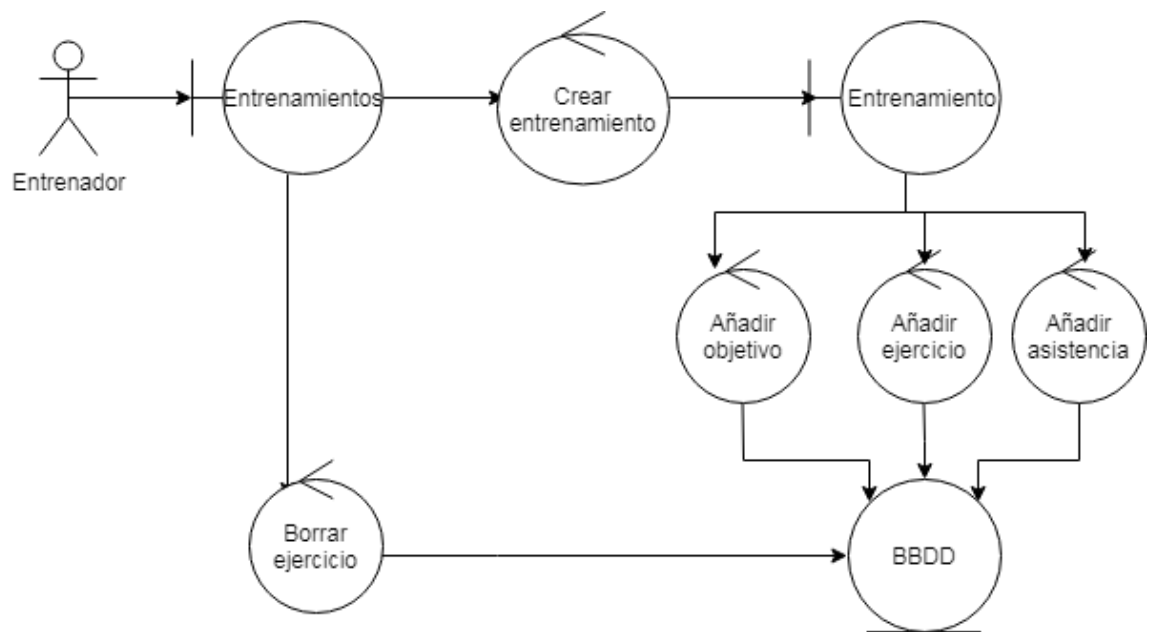 Entrenador
Entrenamientos
Crear
entrenamiento
Entrenamiento
Añadir
objetivo
Añadir
ejercicio
Añadir
asistencia
Borrar
ejercicio
BBDD